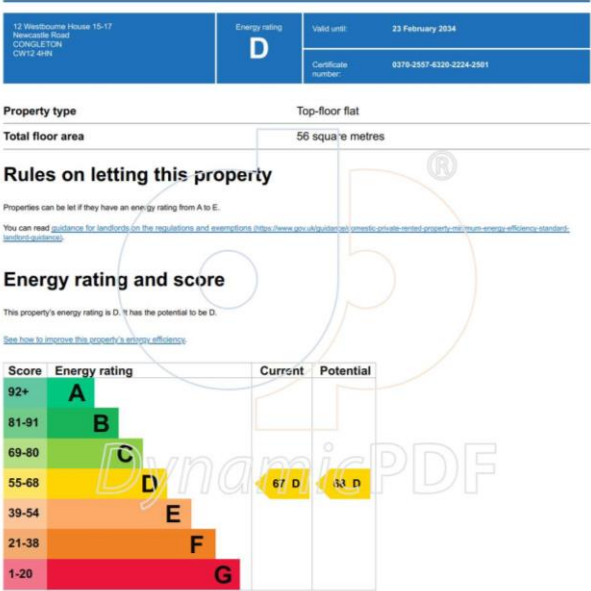 12 Westbourne House 15-17
Newcastle Road
CONGLETON
CW12 4HN
Energy rating
D
Valid until: 23 February 2034
Certificate number: 0370-2557-6320-2224-2501
Property type Top-floor flat
Total floor area 56 square metres
Rules on letting this property
Properties can be let if they have an energy rating from A to E.
You can read guidance for landlords on the regulations and exemptions (https://www.gov.uk/guidance/domestic-private-rented-property-minimum-energy-efficiency-standard-
landlord-guidance).
Energy rating and score
This property's energy rating is D. It has the potential to be D.
See how to improve this property's energy efficiency.
Score Energy rating Current Potential
92+ A
81-91 B
69-80 C
55-68 D 67 D 68 D
39-54 E
21-38 F
1-20 G
DynamicPDF
®